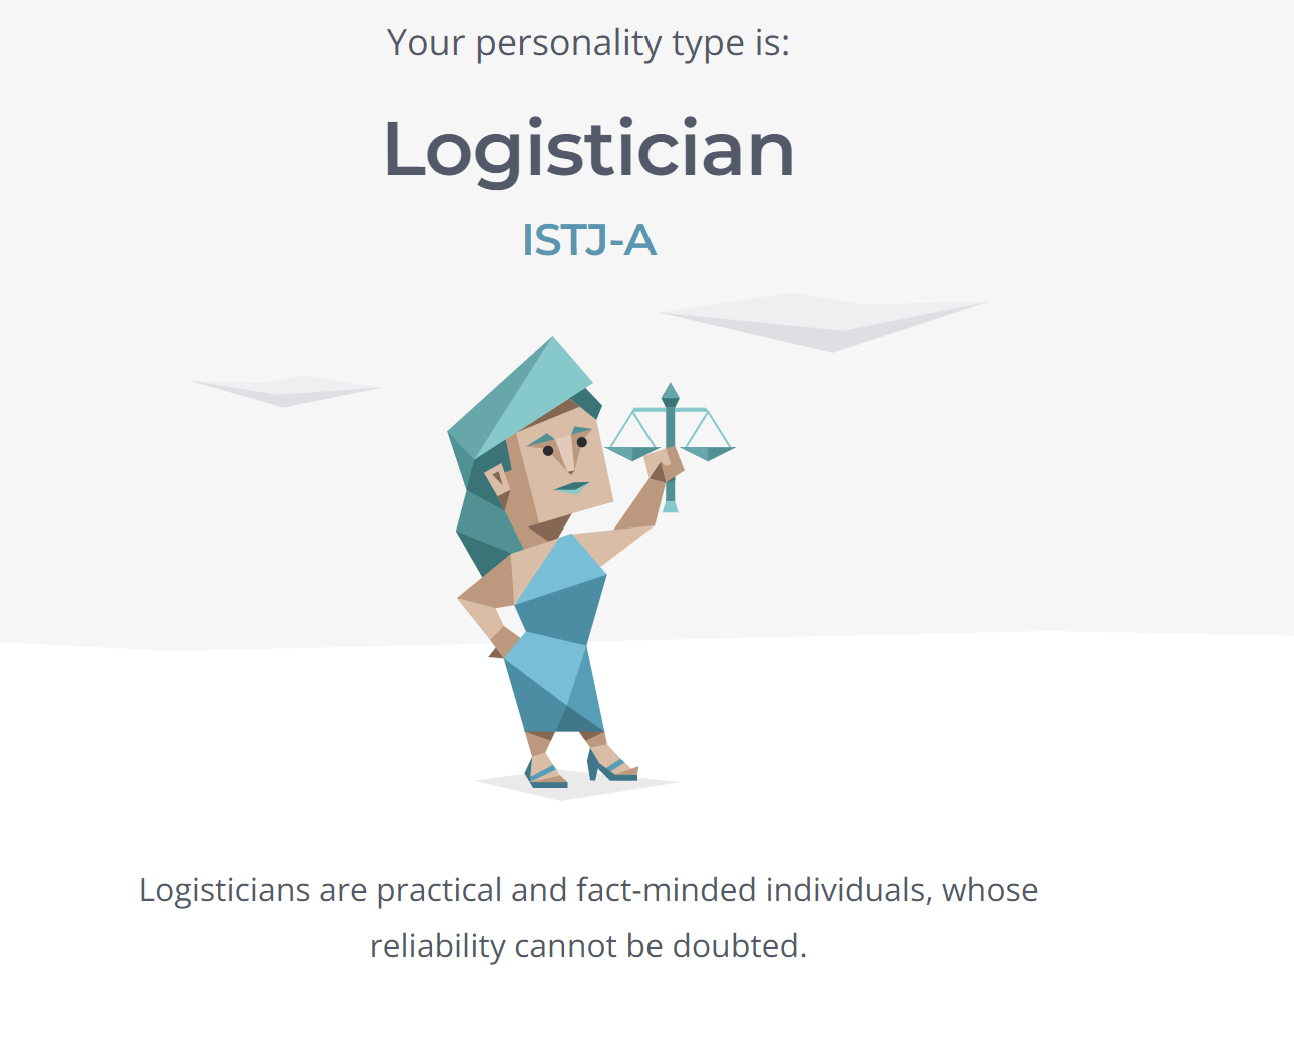 Your personality type is:
Logistician
ISTJ-A
Logisticians are practical and fact-minded individuals, whose
reliability cannot be doubted.